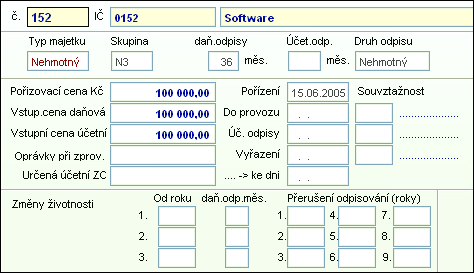 č. 152 IČ 0152 Software
Typ majetku Skupina daň.odpisy Účet.odp. Druh odpisu
Nehmotný N3 36 měs. měs. Nehmotný
Pořizovací cena Kč 100 000,00 Pořízení 15.06.2005 Souvztažnost
Vstup.cena daňová 100 000,00 Do provozu . . ....................
Vstupní cena účetní 100 000,00 Úč. odpisy . . ....................
Oprávky při zprov. Vyřazení . . ....................
Určená účetní ZC .... -> ke dni . .
Změny životnosti Od roku daň.odp.měs. Přerušení odpisování (roky)
1. 1. 4. 7.
2. 2. 5. 8.
3. 3. 6. 9.